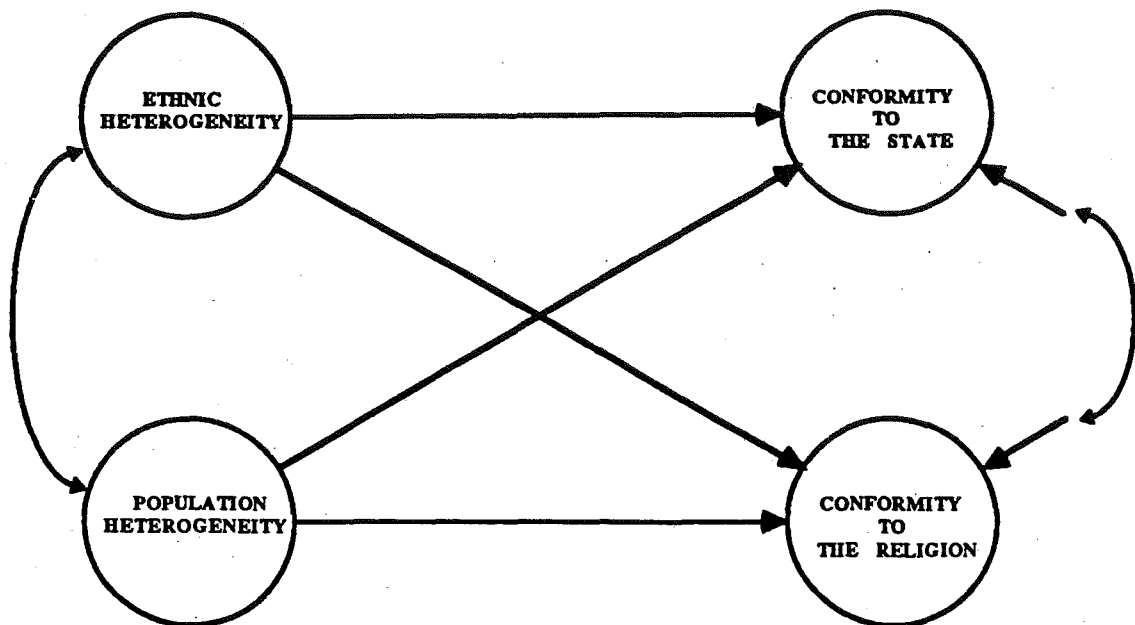 ETHNIC
HETEROGENEITY
CONFORMITY
TO
THE STATE
POPULATION
HETEROGENEITY
CONFORMITY
TO
THE RELIGION